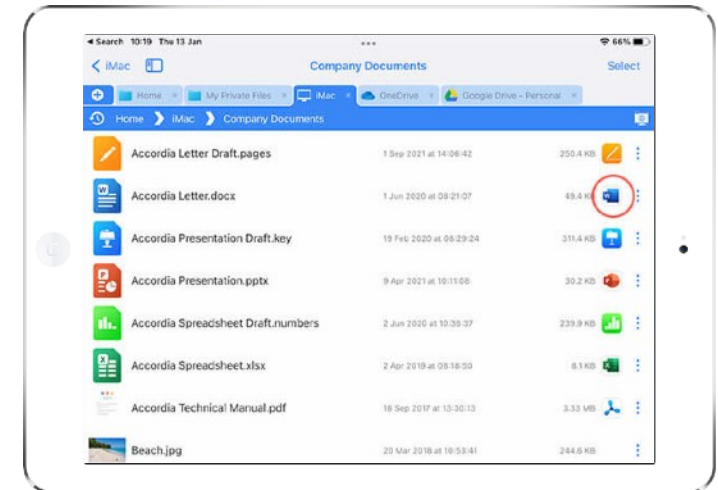 ◄ Search 10:19 Thu 13 Jan ••• 66%
iMac Company Documents Select
Home × My Private Files × iMac × OneDrive × Google Drive - Personal ×
Home iMac Company Documents
Accordia Letter Draft.pages 1 Sep 2021 at 14:06:42 250.4 KB
Accordia Letter.docx 1 Jun 2020 at 08:21:07 49.4 KB
Accordia Presentation Draft.key 19 Feb 2020 at 06:29:24 311.4 KB
Accordia Presentation.pptx 9 Apr 2021 at 10:11:08 30.2 KB
Accordia Spreadsheet Draft.numbers 2 Jun 2020 at 10:38:37 239.9 KB
Accordia Spreadsheet.xlsx 2 Apr 2019 at 08:18:50 8.1 KB
Accordia Technical Manual.pdf 18 Sep 2017 at 13:30:13 3.33 MB
Beach.jpg 20 Mar 2018 at 16:53:41 244.6 KB